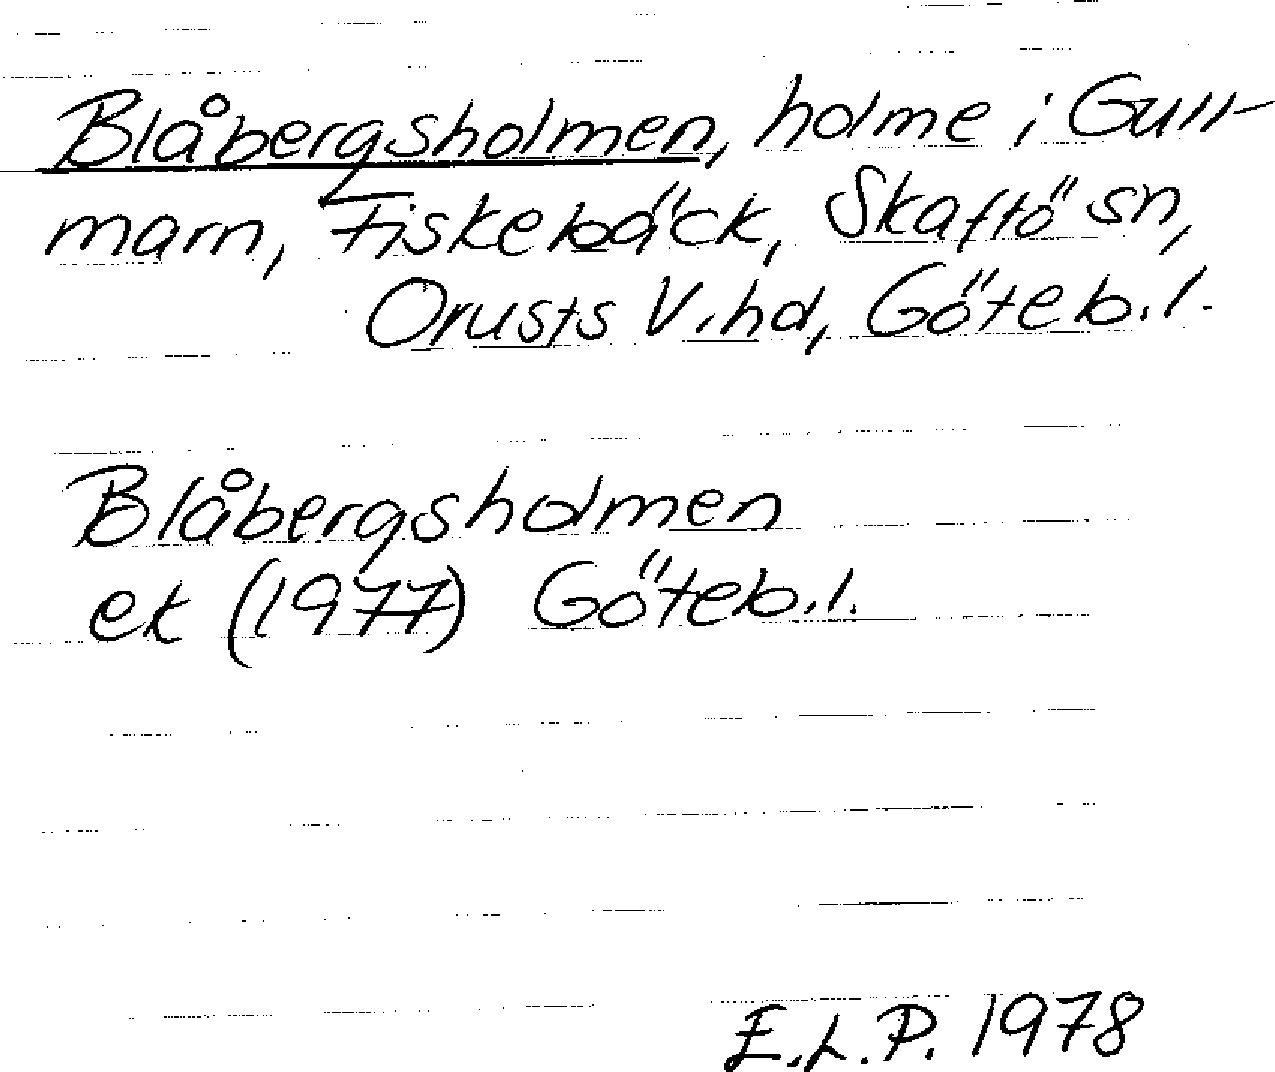 Blåbergsholmen, holme i Gull-
marn, Fiskebäck, Skaftö sn,
Orusts V.hd, Göteb.l.
Blåbergsholmen
ek (1977) Göteb.l.
E.L.P. 1978